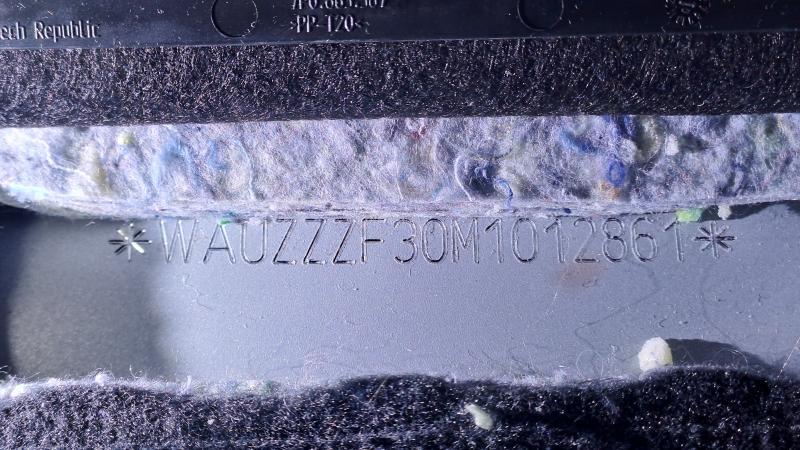 ech Republic
>PP-T20<
*WAUZZZF30M1012861*